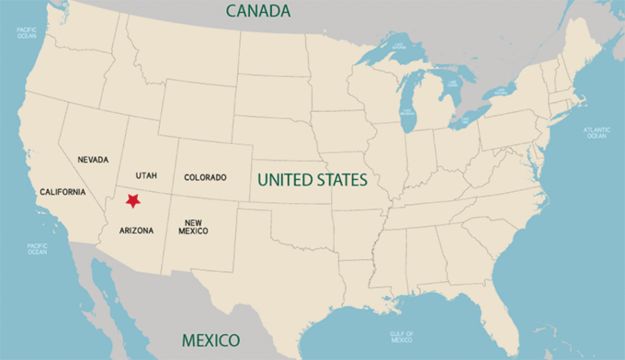 CANADA
PACIFIC
OCEAN
NEVADA
UTAH
COLORADO
UNITED STATES
CALIFORNIA
ARIZONA
NEW
MEXICO
ATLANTIC
OCEAN
PACIFIC
OCEAN
GULF OF
MEXICO
MEXICO